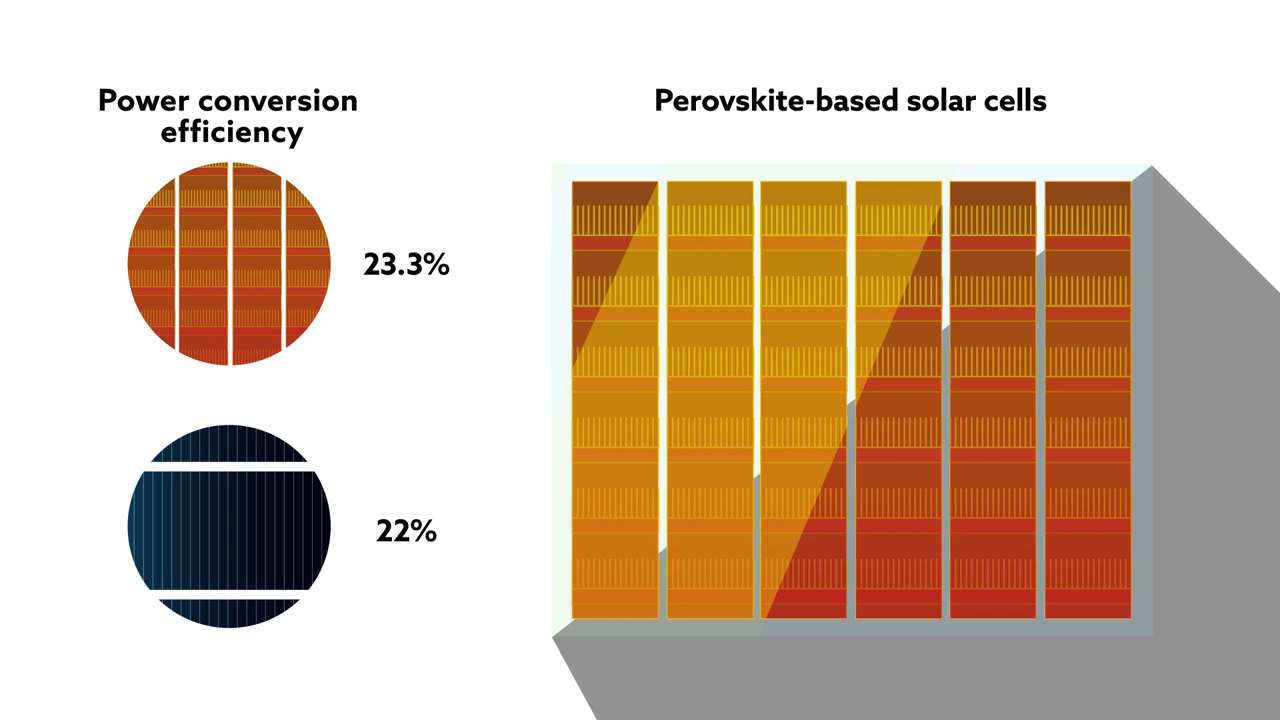 Power conversion
efficiency
23.3%
22%
Perovskite-based solar cells